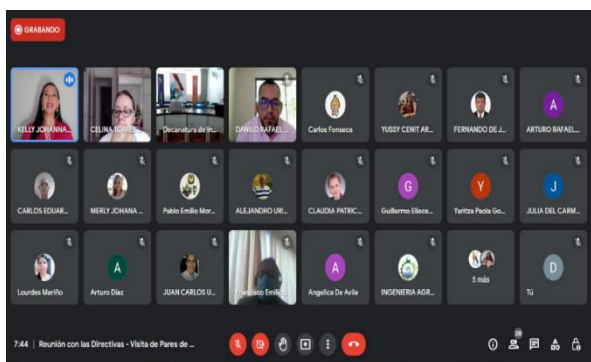 GRABANDO
KELLY JOHANNA...
CELINA TORRES
Decanatura de In...
DANILO RAFAEL...
Carlos Fonseca
YUSSY CENIT AR...
FERNANDO DE J...
A
ARTURO RAFAEL...
CARLOS EDUAR...
MERLY JOHANA ...
Pablo Emilio Mor...
ALEJANDRO URI...
CLAUDIA PATRIC...
G
Guillermo Eliece...
Y
Yaritza Paola Go...
J
JULIA DEL CARM...
Lourdes Meriño
A
Arturo Díaz
JUAN CARLOS U...
Francisco Emili...
A
Angelica De Avila
INGENIERIA AGR...
5 más
D
Tú
7:44 | Reunión con las Directivas - Visita de Pares de ...